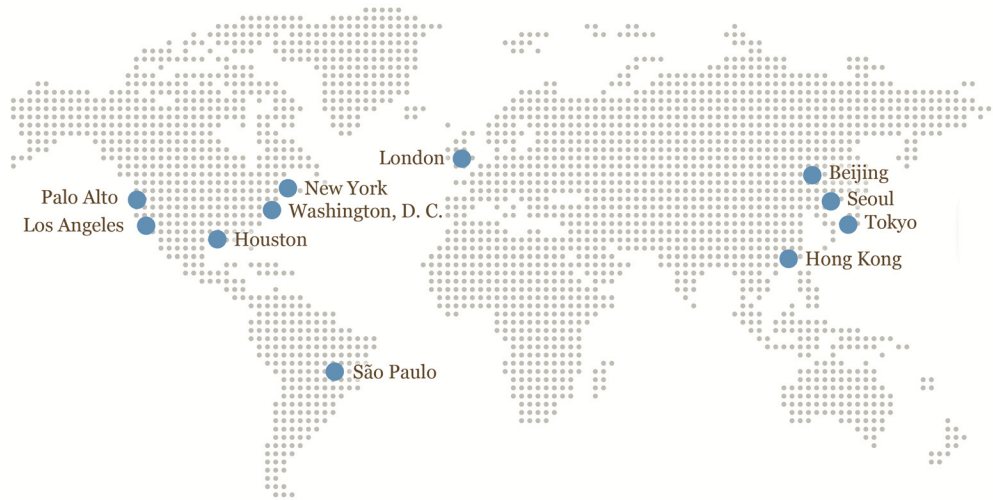 London
Beijing
New York
Palo Alto
Seoul
Washington, D. C.
Los Angeles
Tokyo
Houston
Hong Kong
São Paulo